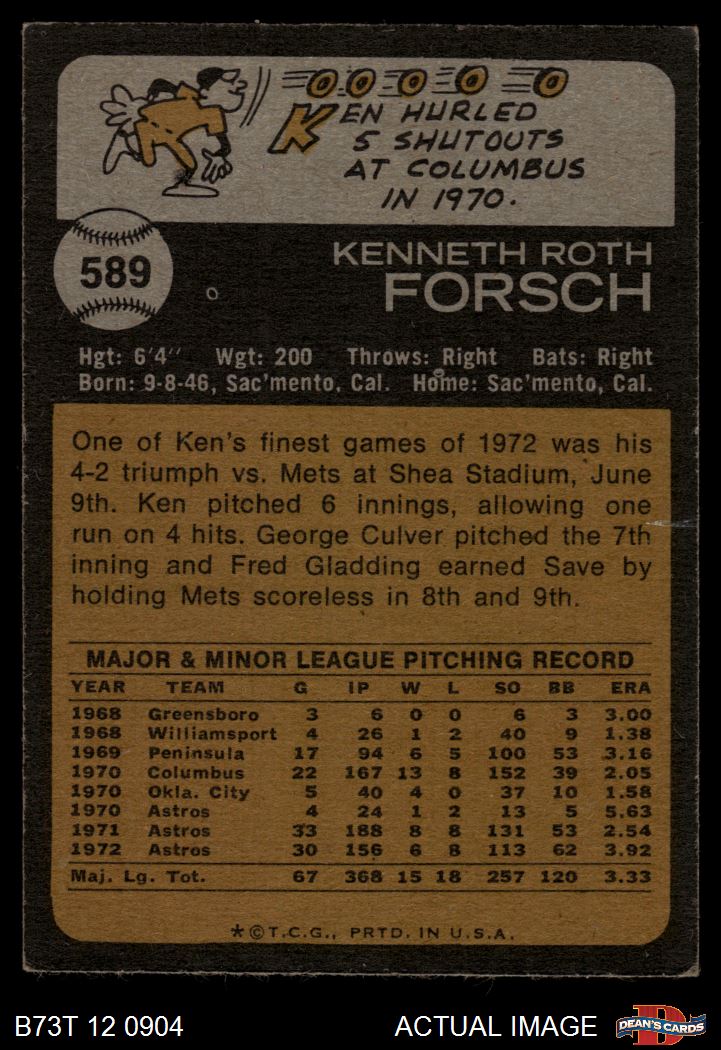 KEN HURLED
5 SHUTOUTS
AT COLUMBUS
IN 1970.
589
KENNETH ROTH
FORSCH
Hgt: 6'4" Wgt: 200 Throws: Right Bats: Right
Born: 9-8-46, Sac'mento, Cal. Home: Sac'mento, Cal.
One of Ken's finest games of 1972 was his
4-2 triumph vs. Mets at Shea Stadium, June
9th. Ken pitched 6 innings, allowing one
run on 4 hits. George Culver pitched the 7th
inning and Fred Gladding earned Save by
holding Mets scoreless in 8th and 9th.
MAJOR & MINOR LEAGUE PITCHING RECORD
YEAR TEAM G IP W L SO BB ERA
1968 Greensboro 3 6 0 0 6 3 3.00
1968 Williamsport 4 26 1 2 40 9 1.38
1969 Peninsula 17 94 6 5 100 53 3.16
1970 Columbus 22 167 13 8 152 39 2.05
1970 Okla. City 5 40 4 0 37 10 1.58
1970 Astros 4 24 1 2 13 5 5.63
1971 Astros 33 188 8 8 131 53 2.54
1972 Astros 30 156 6 8 113 62 3.92
Maj. Lg. Tot. 67 368 15 18 257 120 3.33
*©T.C.G., PRTD. IN U.S.A.
B73T 12 0904 ACTUAL IMAGE D DEAN'S CARDS